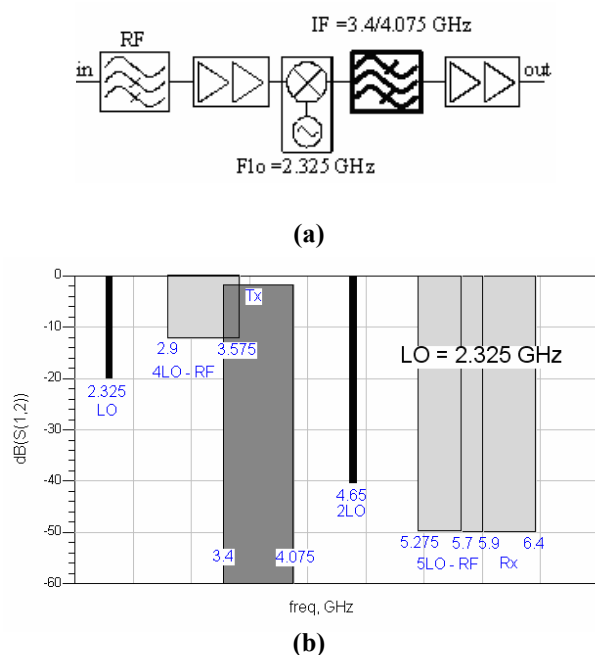 IF =3.4/4.075 GHz
RF
in
out
Flo =2.325 GHz
(a)
dB(S(1,2))
0
-10
-20
-30
-40
-50
-60
Tx
2.9
3.575
4LO - RF
LO = 2.325 GHz
2.325
LO
4.65
2LO
5.275
5.7
5.9
6.4
5LO - RF
Rx
3.4
4.075
freq, GHz
(b)